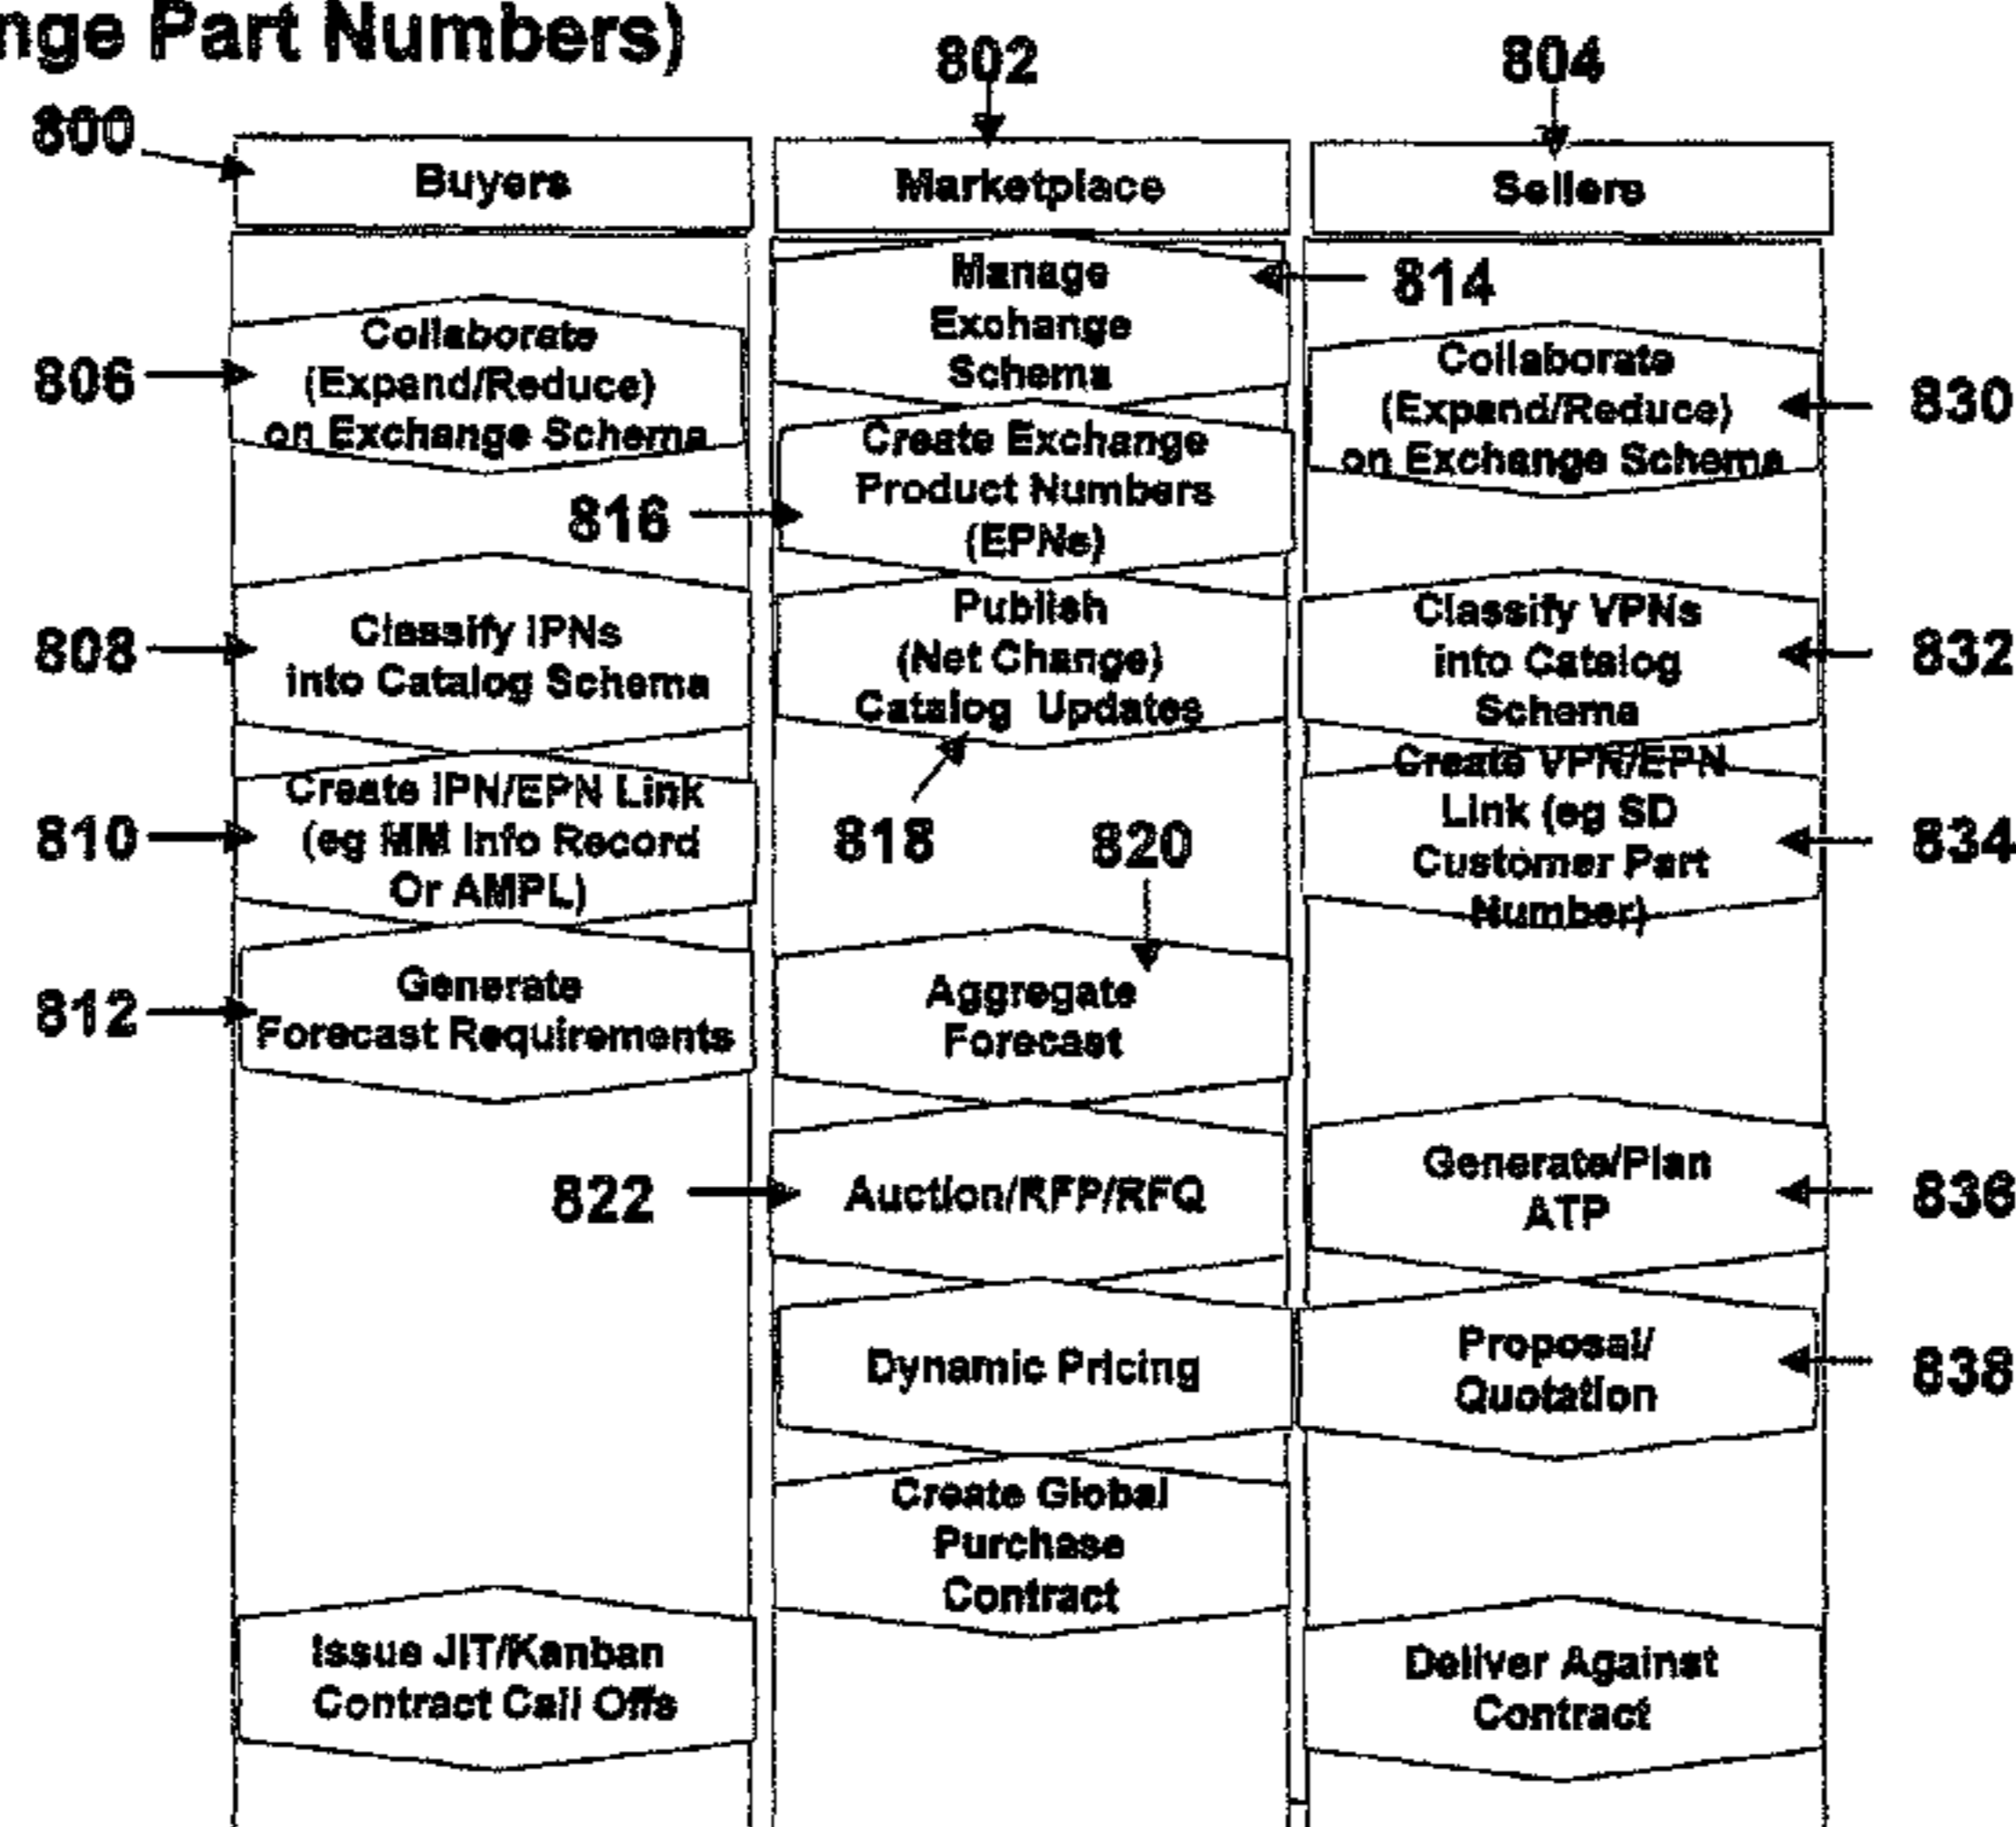 nge Part Numbers)
802
804
800
Buyers
Marketplace
Sellers
Manage
Exchange
Schema
814
Collaborate
(Expand/Reduce)
on Exchange Schema
806
Collaborate
(Expand/Reduce)
on Exchange Schema
830
Create Exchange
Product Numbers
(EPNs)
816
Classify IPNs
into Catalog Schema
808
Publish
(Net Change)
Catalog Updates
818
Classify VPNs
into Catalog
Schema
832
Create IPN/EPN Link
(eg MM Info Record
Or AMPL)
810
820
Create VPN/EPN
Link (eg SD
Customer Part
Number)
834
Generate
Forecast Requirements
812
Aggregate
Forecast
822
Auction/RFP/RFQ
Generate/Plan
ATP
836
Dynamic Pricing
Proposal/
Quotation
838
Create Global
Purchase
Contract
Issue JIT/Kanban
Contract Call Offs
Deliver Against
Contract